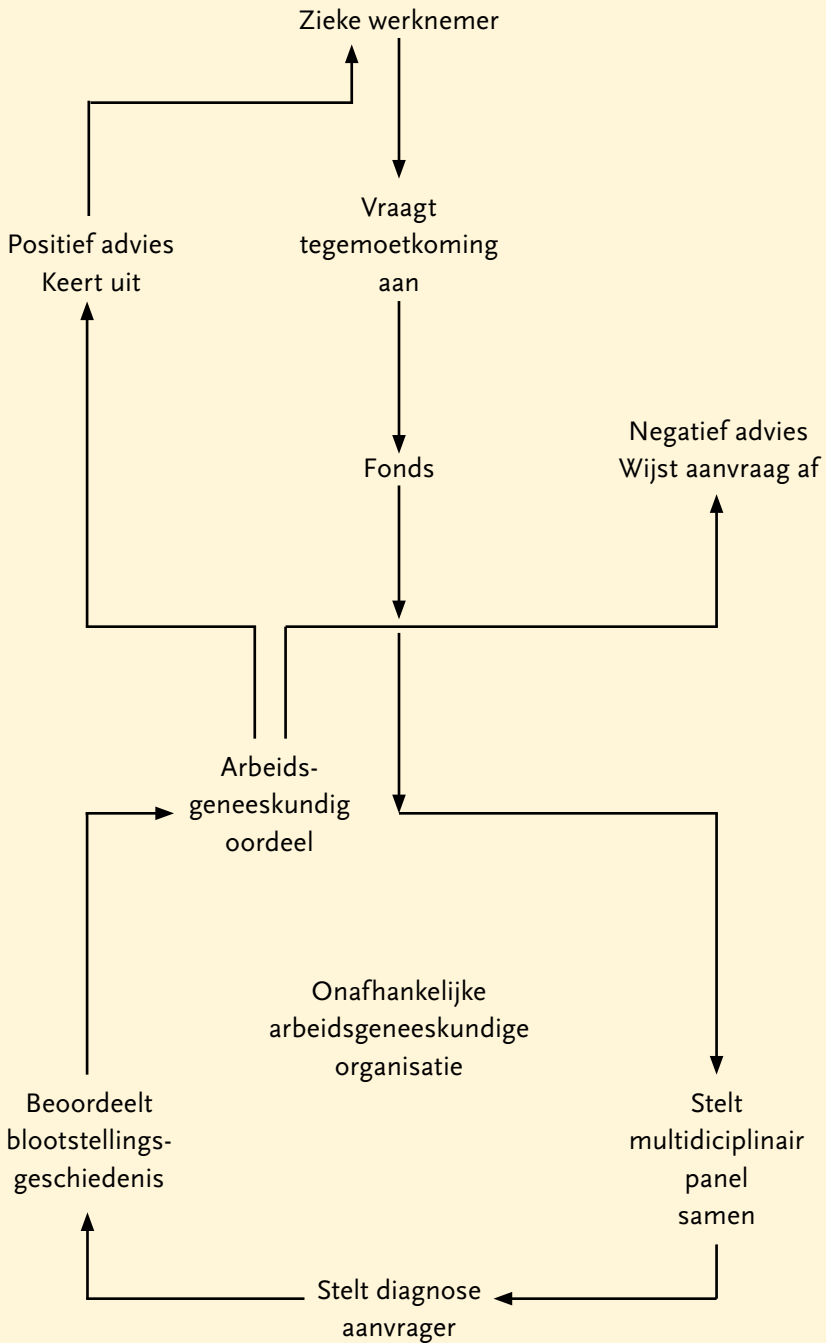 Zieke werknemer
Vraagt
tegemoetkoming
aan
Positief advies
Keert uit
Fonds
Negatief advies
Wijst aanvraag af
Arbeids-
geneeskundig
oordeel
Onafhankelijke
arbeidsgeneeskundige
organisatie
Beoordeelt
blootstellings-
geschiedenis
Stelt
multidiciplinair
panel
samen
Stelt diagnose
aanvrager